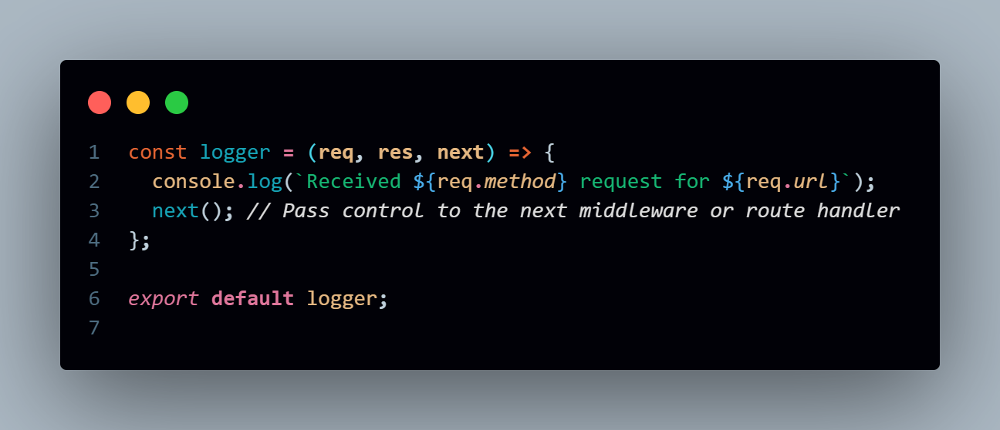 1 const logger = (req, res, next) => {
2   console.log(`Received ${req.method} request for ${req.url}`);
3   next(); // Pass control to the next middleware or route handler
4 };
5
6 export default logger;
7